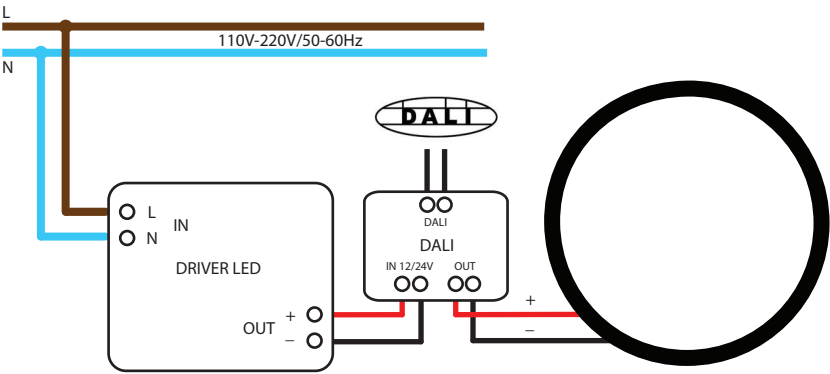 L
110V-220V/50-60Hz
N
DALI
L
IN
N
DRIVER LED
OUT
+
−
DALI
DALI
IN 12/24V OUT
+
−